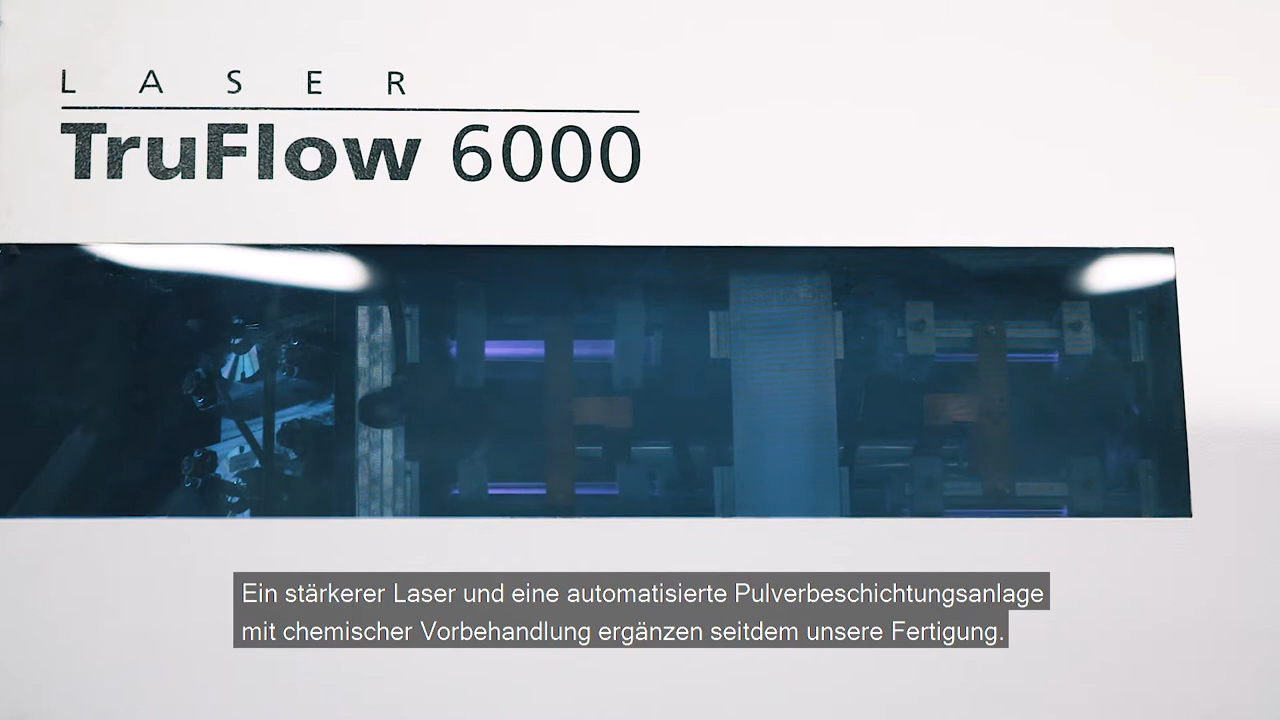 LASER
TruFlow 6000
Ein stärkerer Laser und eine automatisierte Pulverbeschichtungsanlage
mit chemischer Vorbehandlung ergänzen seitdem unsere Fertigung.